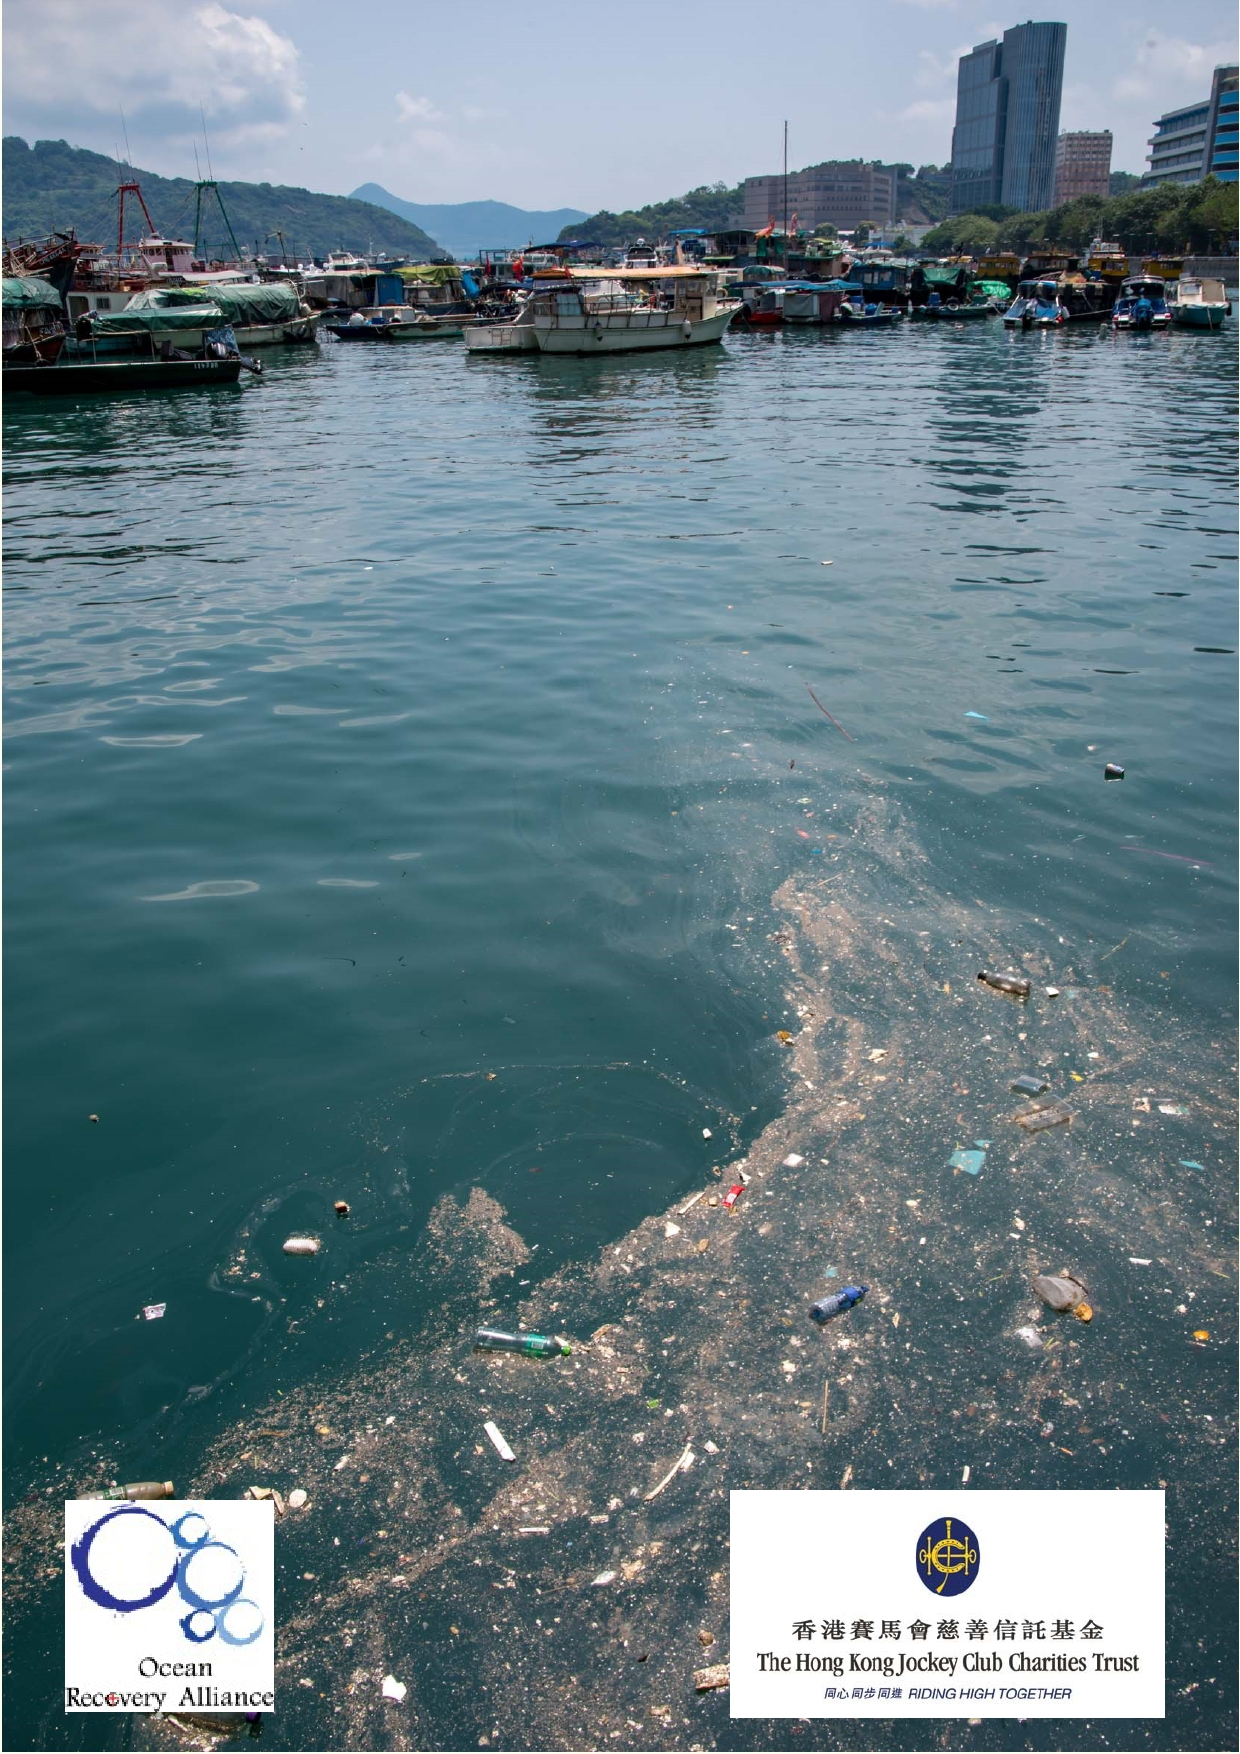 Ocean
Recovery Alliance
香港賽馬會慈善信託基金
The Hong Kong Jockey Club Charities Trust
同心同步同進 RIDING HIGH TOGETHER